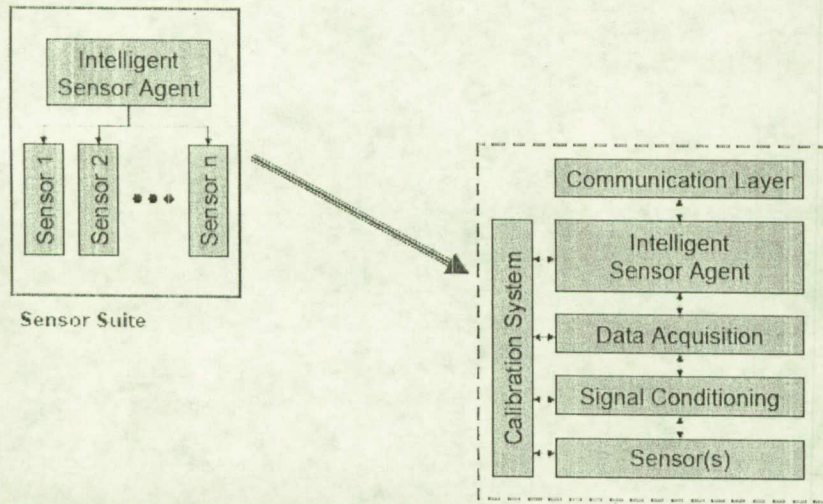 Intelligent
Sensor Agent
Sensor 1
Sensor 2
Sensor n
Sensor Suite
Communication Layer
Calibration System
Intelligent
Sensor Agent
Data Acquisition
Signal Conditioning
Sensor(s)